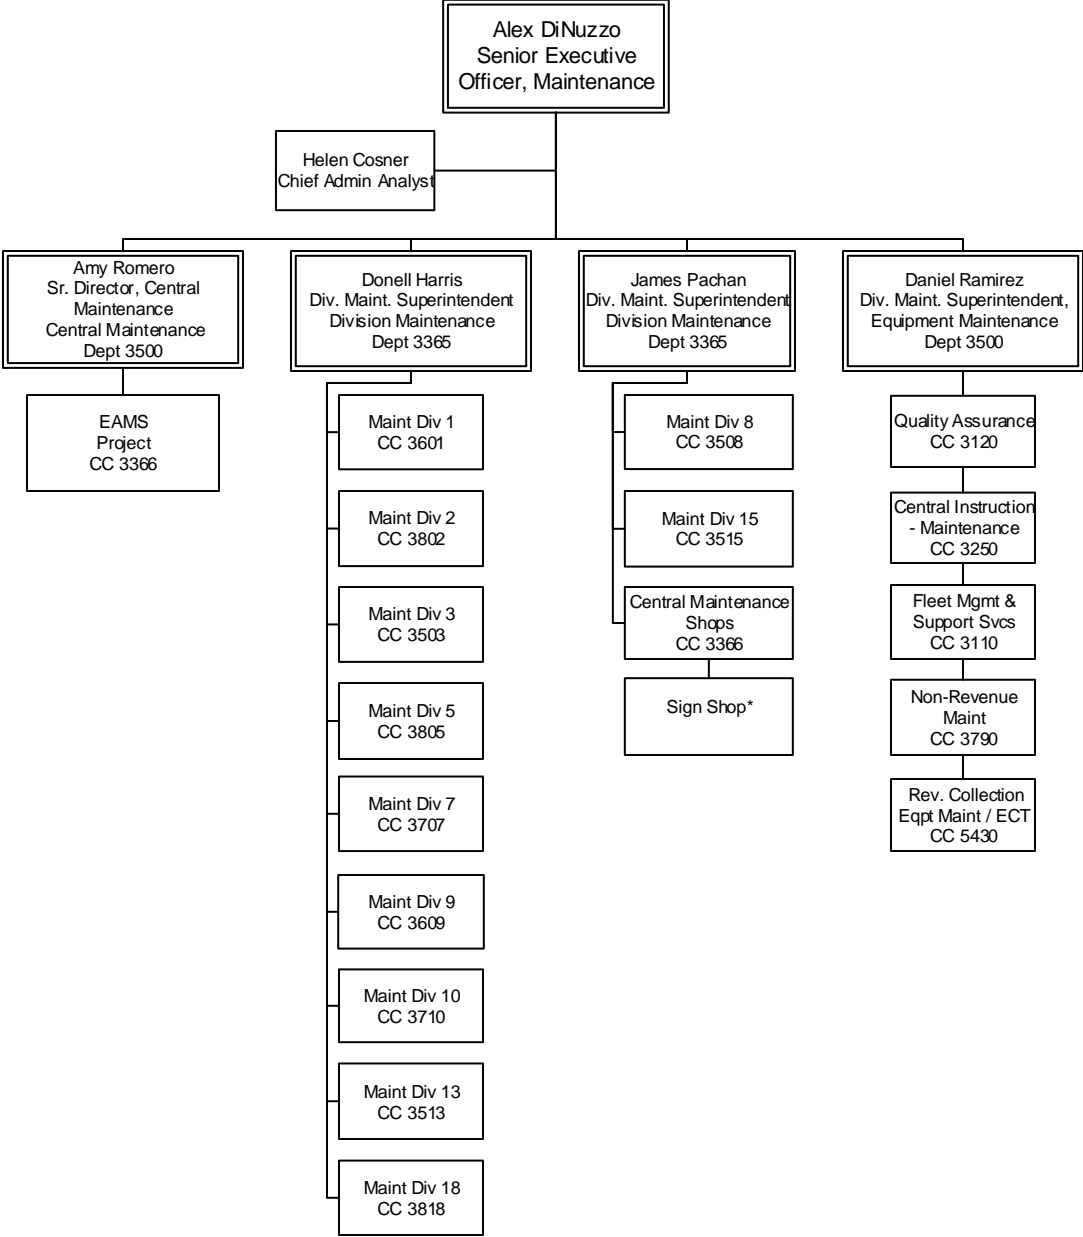 Alex DiNuzzo
Senior Executive
Officer, Maintenance
Helen Cosner
Chief Admin Analyst
Amy Romero
Sr. Director, Central
Maintenance
Central Maintenance
Dept 3500
Donell Harris
Div. Maint. Superintendent
Division Maintenance
Dept 3365
James Pachan
Div. Maint. Superintendent
Division Maintenance
Dept 3365
Daniel Ramirez
Div. Maint. Superintendent,
Equipment Maintenance
Dept 3500
EAMS
Project
CC 3366
Maint Div 1
CC 3601
Maint Div 2
CC 3802
Maint Div 3
CC 3503
Maint Div 5
CC 3805
Maint Div 7
CC 3707
Maint Div 9
CC 3609
Maint Div 10
CC 3710
Maint Div 13
CC 3513
Maint Div 18
CC 3818
Maint Div 8
CC 3508
Maint Div 15
CC 3515
Central Maintenance
Shops
CC 3366
Sign Shop*
Quality Assurance
CC 3120
Central Instruction
- Maintenance
CC 3250
Fleet Mgmt &
Support Svcs
CC 3110
Non-Revenue
Maint
CC 3790
Rev. Collection
Eqpt Maint / ECT
CC 5430